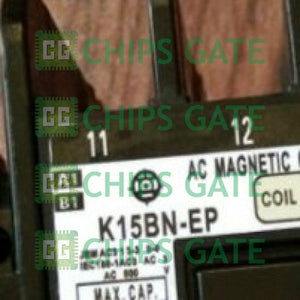 CHIPS GATE
CHIPS GATE
11
12
CHIPS GATE
AC MAGNETIC
A1
B1
K15BN-EP
COIL
CHIPS GATE
MAX. CAP.